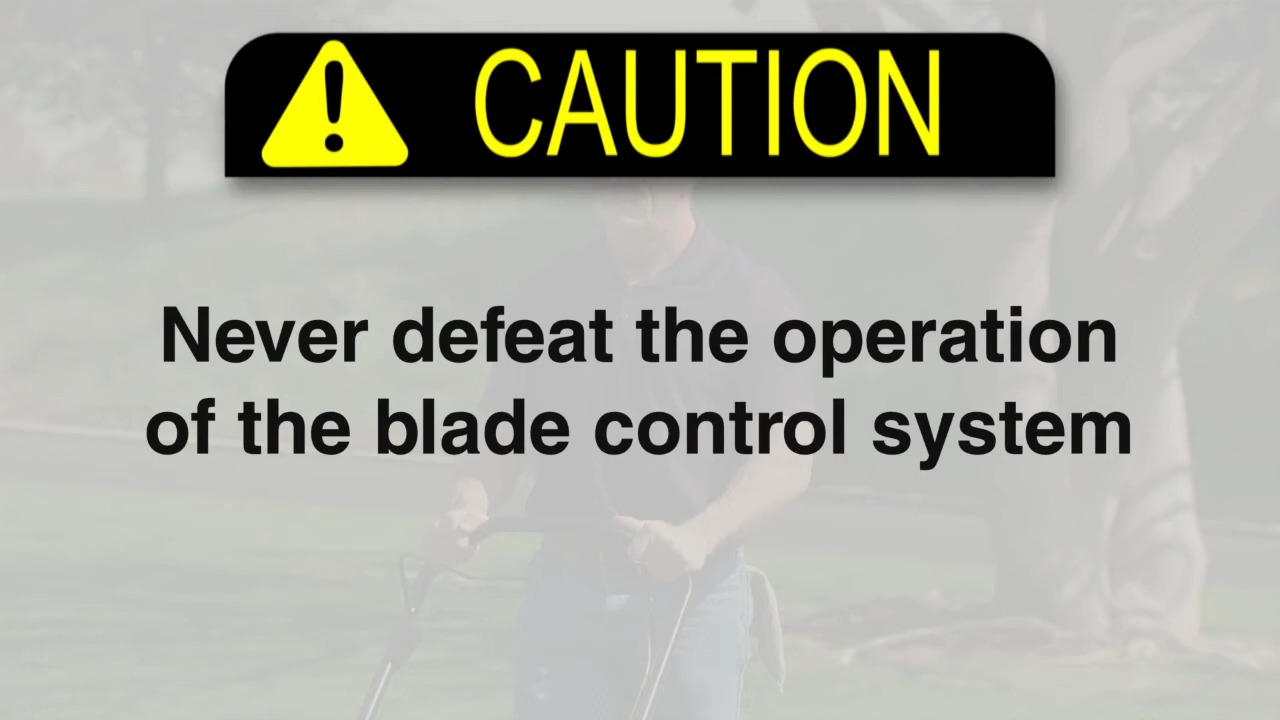 CAUTION
Never defeat the operation
of the blade control system